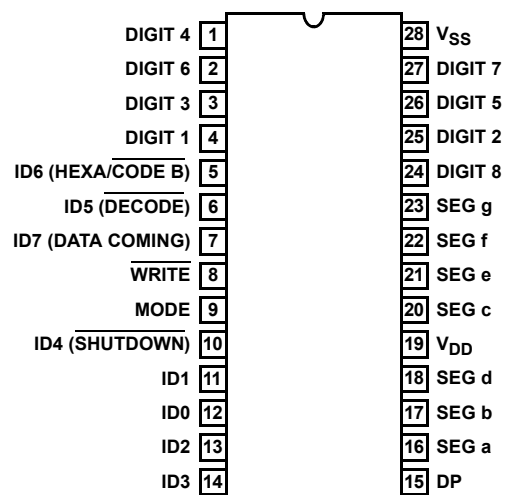 DIGIT 4 1 28 VSS
DIGIT 6 2 27 DIGIT 7
DIGIT 3 3 26 DIGIT 5
DIGIT 1 4 25 DIGIT 2
ID6 (HEXA/CODE B) 5 24 DIGIT 8
ID5 (DECODE) 6 23 SEG g
ID7 (DATA COMING) 7 22 SEG f
WRITE 8 21 SEG e
MODE 9 20 SEG c
ID4 (SHUTDOWN) 10 19 VDD
ID1 11 18 SEG d
ID0 12 17 SEG b
ID2 13 16 SEG a
ID3 14 15 DP